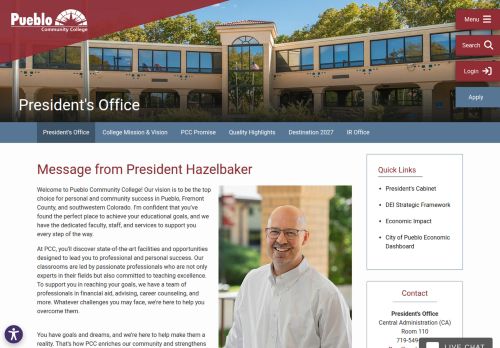 Pueblo
Community College
Menu
Search
Login
Apply
President's Office
President's Office
College Mission & Vision
PCC Promise
Quality Highlights
Destination 2027
IR Office
Message from President Hazelbaker
Welcome to Pueblo Community College! Our vision is to be the top
choice for personal and community success in Pueblo, Fremont
County, and southwestern Colorado. I'm confident that you've
found the perfect place to achieve your educational goals, and we
have the dedicated faculty, staff, and services to support you
every step of the way.
At PCC, you'll discover state-of-the-art facilities and opportunities
designed to lead you to professional and personal success. Our
classrooms are led by passionate professionals who are not only
experts in their fields but also committed to teaching excellence.
To support you in reaching your goals, we have a team of
professionals in financial aid, advising, career counseling, and
more. Whatever challenges you may face, we're here to help you
overcome them.
You have goals and dreams, and we're here to help make them a
reality. That's how PCC enriches our community and strengthens
Quick Links
President's Cabinet
DEI Strategic Framework
Economic Impact
City of Pueblo Economic
Dashboard
Contact
President's Office
Central Administration (CA)
Room 110
719-549
LIVE CHAT